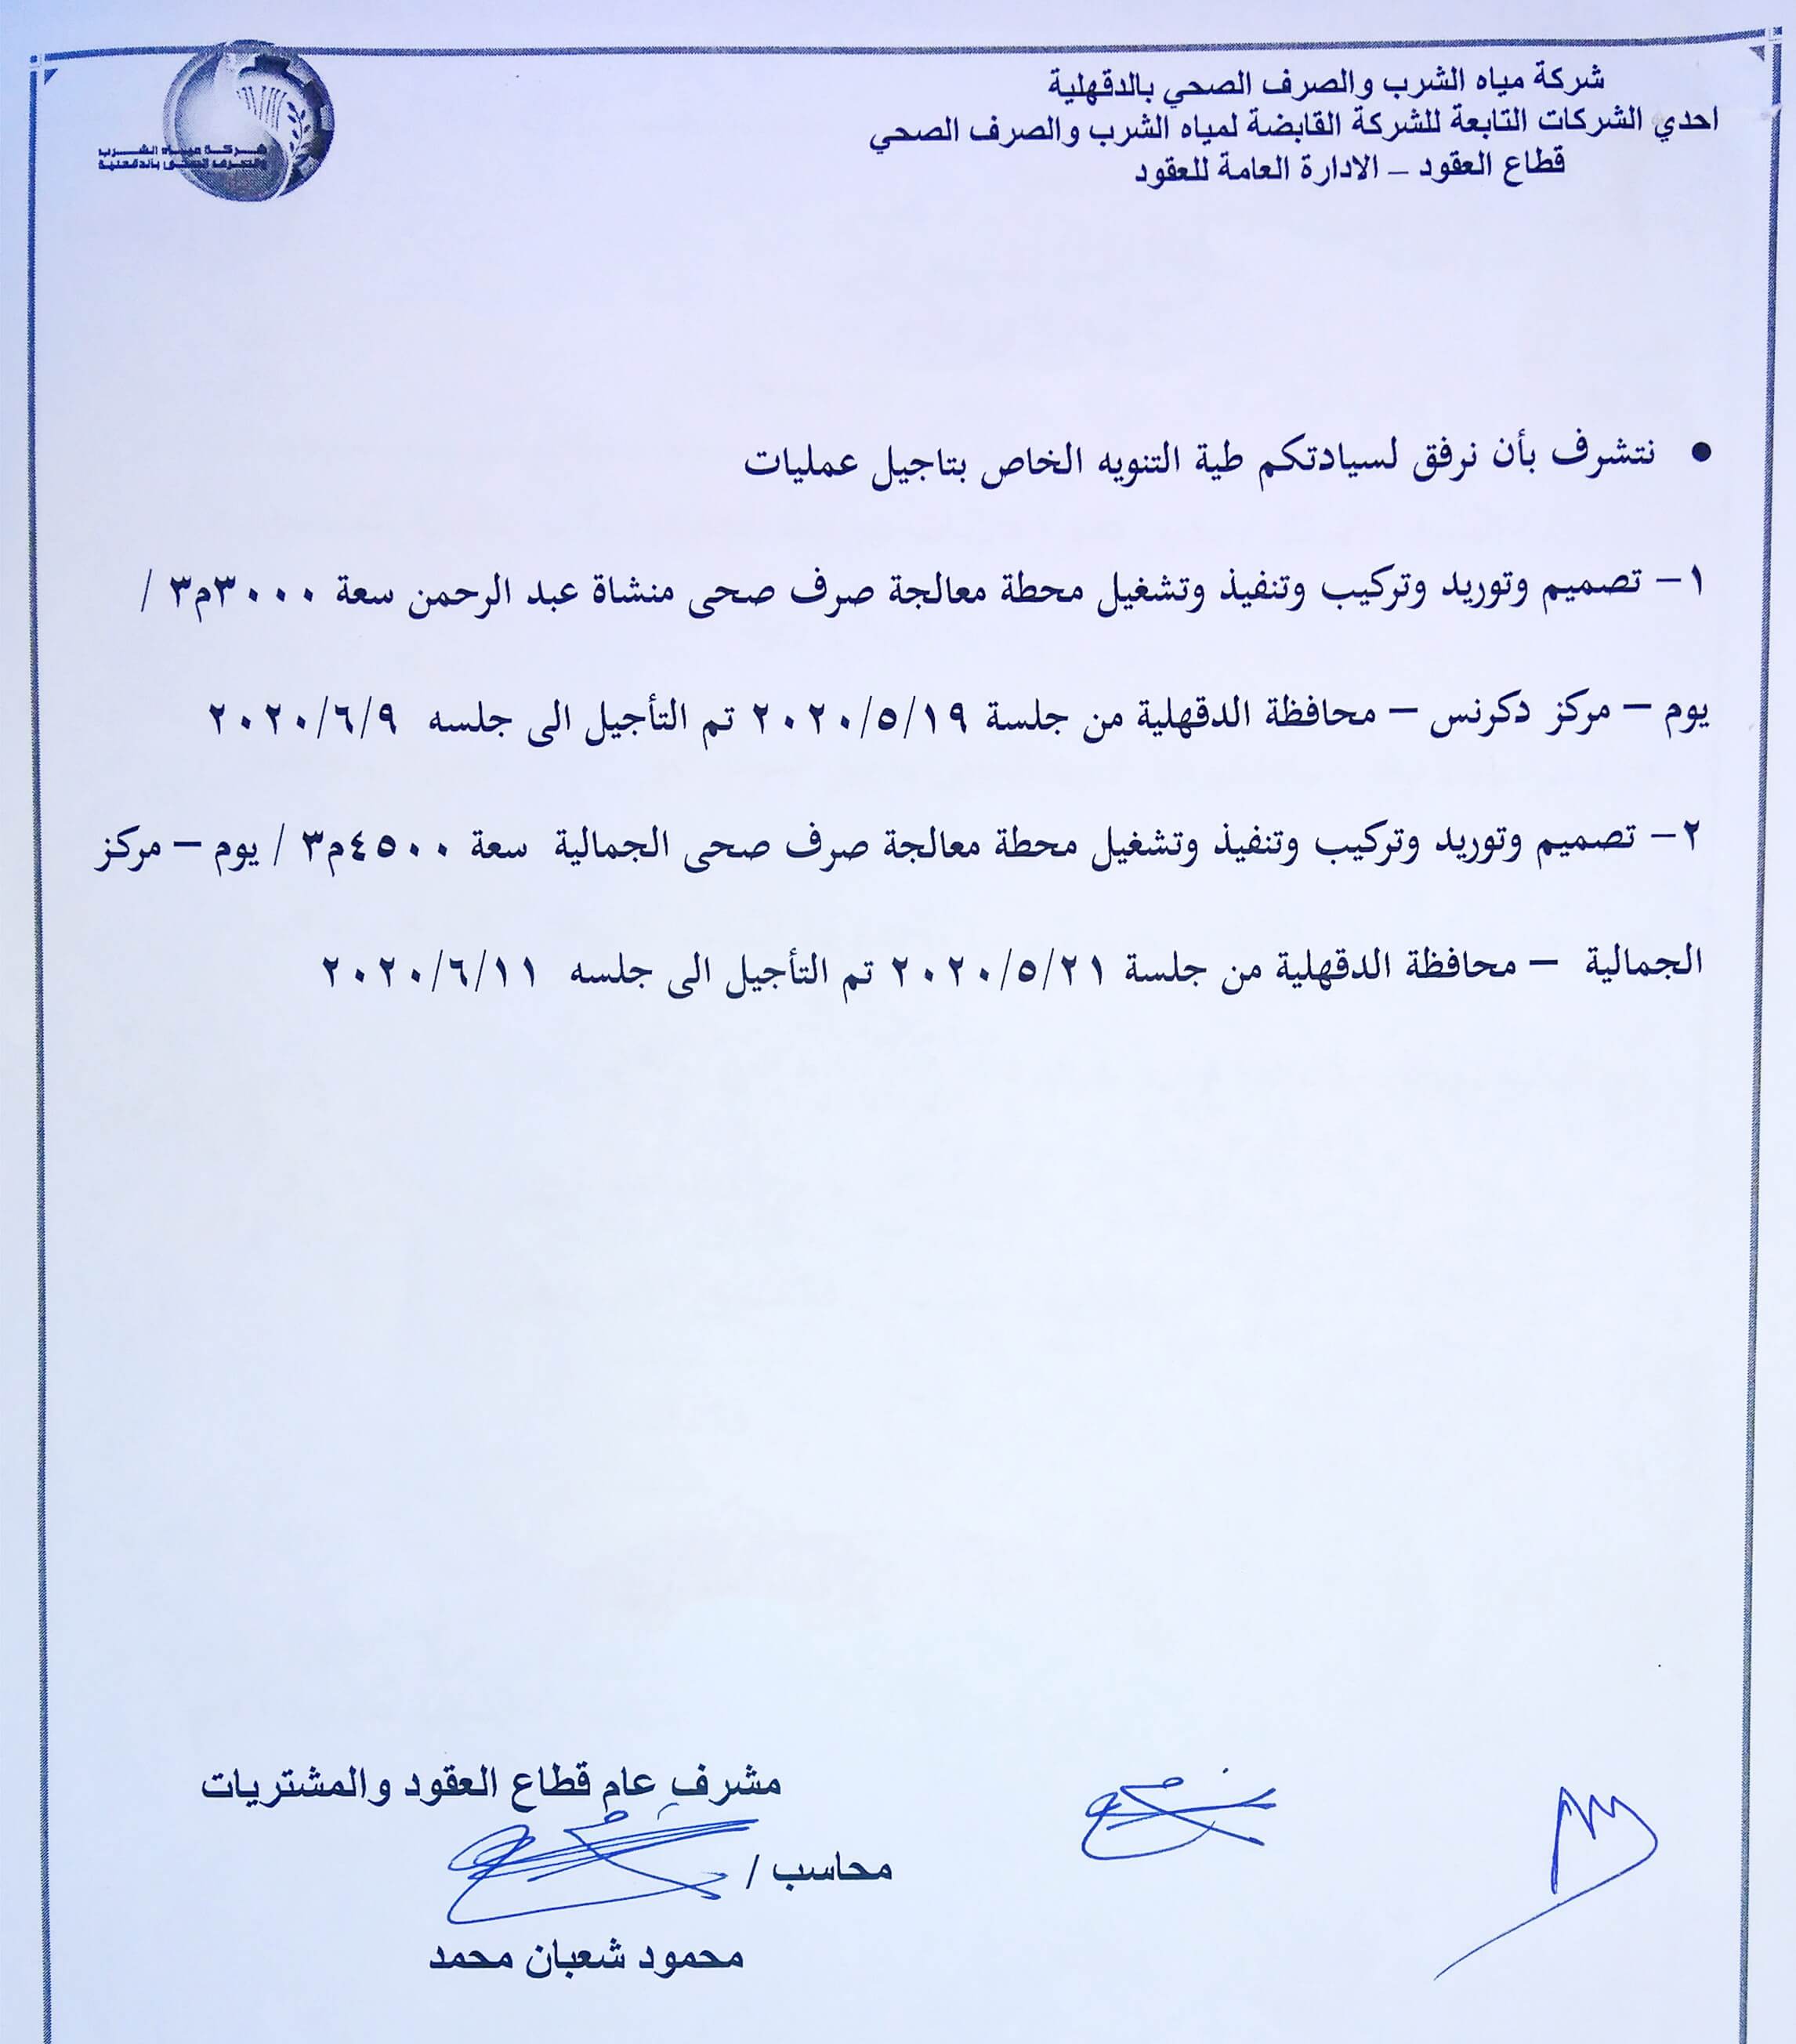 شركة مياه الشرب والصرف الصحي بالدقهلية
احدي الشركات التابعة للشركة القابضة لمياه الشرب والصرف الصحي
قطاع العقود – الادارة العامة للعقود
شركة مياه الشرب
والصرف الصحى بالدقهلية
• نتشرف بأن نرفق لسيادتكم طية التنويه الخاص بتاجيل عمليات
١– تصميم وتوريد وتركيب وتنفيذ وتشغيل محطة معالجة صرف صحى منشاة عبد الرحمن سعة ٣٠٠٠م٣ /
يوم – مركز دكرنس – محافظة الدقهلية من جلسة ٢٠٢٠/٥/١٩ تم التأجيل الى جلسه ٢٠٢٠/٦/٩
٢– تصميم وتوريد وتركيب وتنفيذ وتشغيل محطة معالجة صرف صحى الجمالية سعة ٤٥٠٠م٣ / يوم – مركز
الجمالية – محافظة الدقهلية من جلسة ٢٠٢٠/٥/٢١ تم التأجيل الى جلسه ٢٠٢٠/٦/١١
مشرف عام قطاع العقود والمشتريات
محاسب /
محمود شعبان محمد